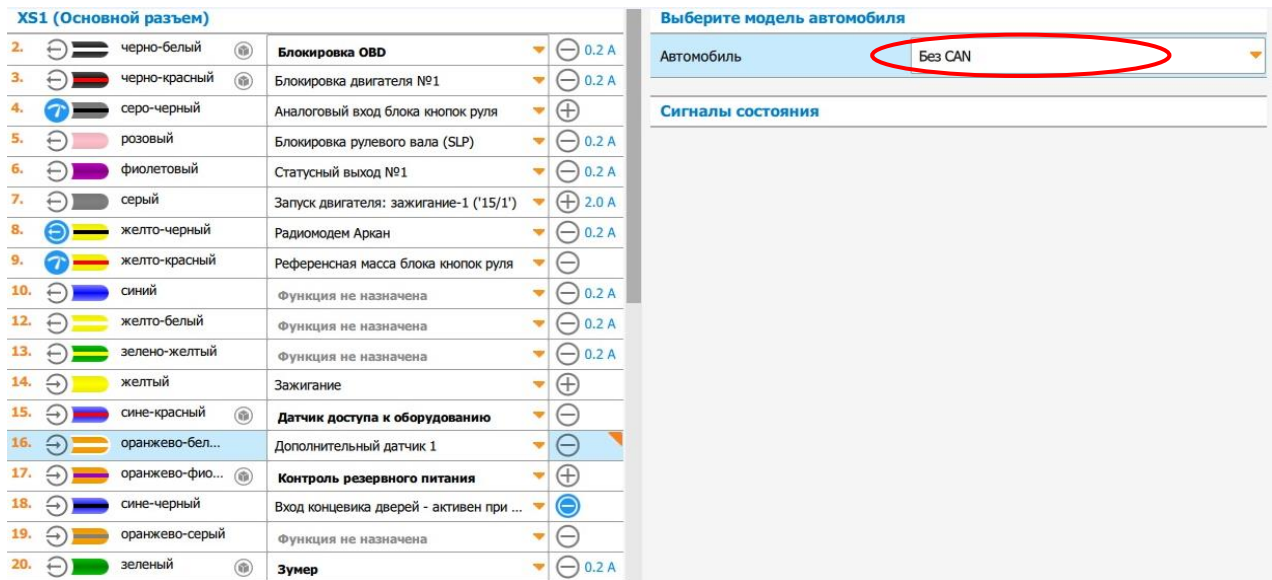 XS1 (Основной разъем)
2. черно-белый Блокировка OBD 0.2 A
3. черно-красный Блокировка двигателя №1 0.2 A
4. серо-черный Аналоговый вход блока кнопок руля
5. розовый Блокировка рулевого вала (SLP) 0.2 A
6. фиолетовый Статусный выход №1 0.2 A
7. серый Запуск двигателя: зажигание-1 ('15/1') 2.0 A
8. желто-черный Радиомодем Аркан 0.2 A
9. желто-красный Референсная масса блока кнопок руля
10. синий Функция не назначена 0.2 A
12. желто-белый Функция не назначена 0.2 A
13. зелено-желтый Функция не назначена 0.2 A
14. желтый Зажигание
15. сине-красный Датчик доступа к оборудованию
16. оранжево-бел... Дополнительный датчик 1
17. оранжево-фио... Контроль резервного питания
18. сине-черный Вход концевика дверей - активен при ...
19. оранжево-серый Функция не назначена
20. зеленый Зумер 0.2 A
Выберите модель автомобиля
Автомобиль Без CAN
Сигналы состояния